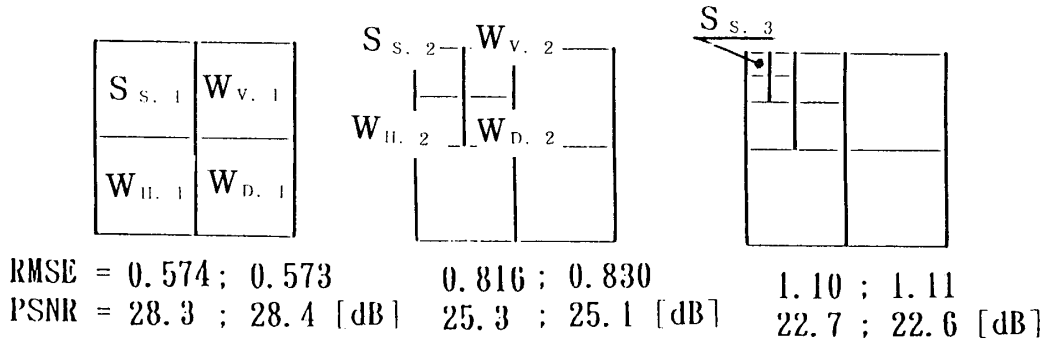 S S. 1 W V. 1
W H. 1 W D. 1
S S. 2 W V. 2
W H. 2 W D. 2
S S. 3
RMSE = 0.574 ; 0.573
PSNR = 28.3 ; 28.4 [dB]
0.816 ; 0.830
25.3 ; 25.1 [dB]
1.10 ; 1.11
22.7 ; 22.6 [dB]